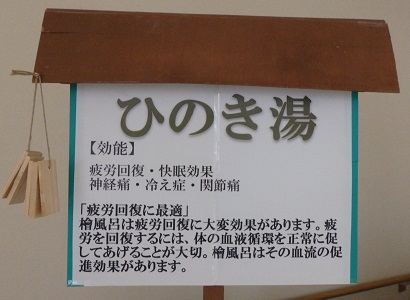 ひのき湯
【効能】
疲労回復・快眠効果
神経痛・冷え症・関節痛
「疲労回復に最適」
檜風呂は疲労回復に大変効果があります。疲
労を回復するには、体の血液循環を正常に促
してあげることが大切。檜風呂はその血流の促
進効果があります。